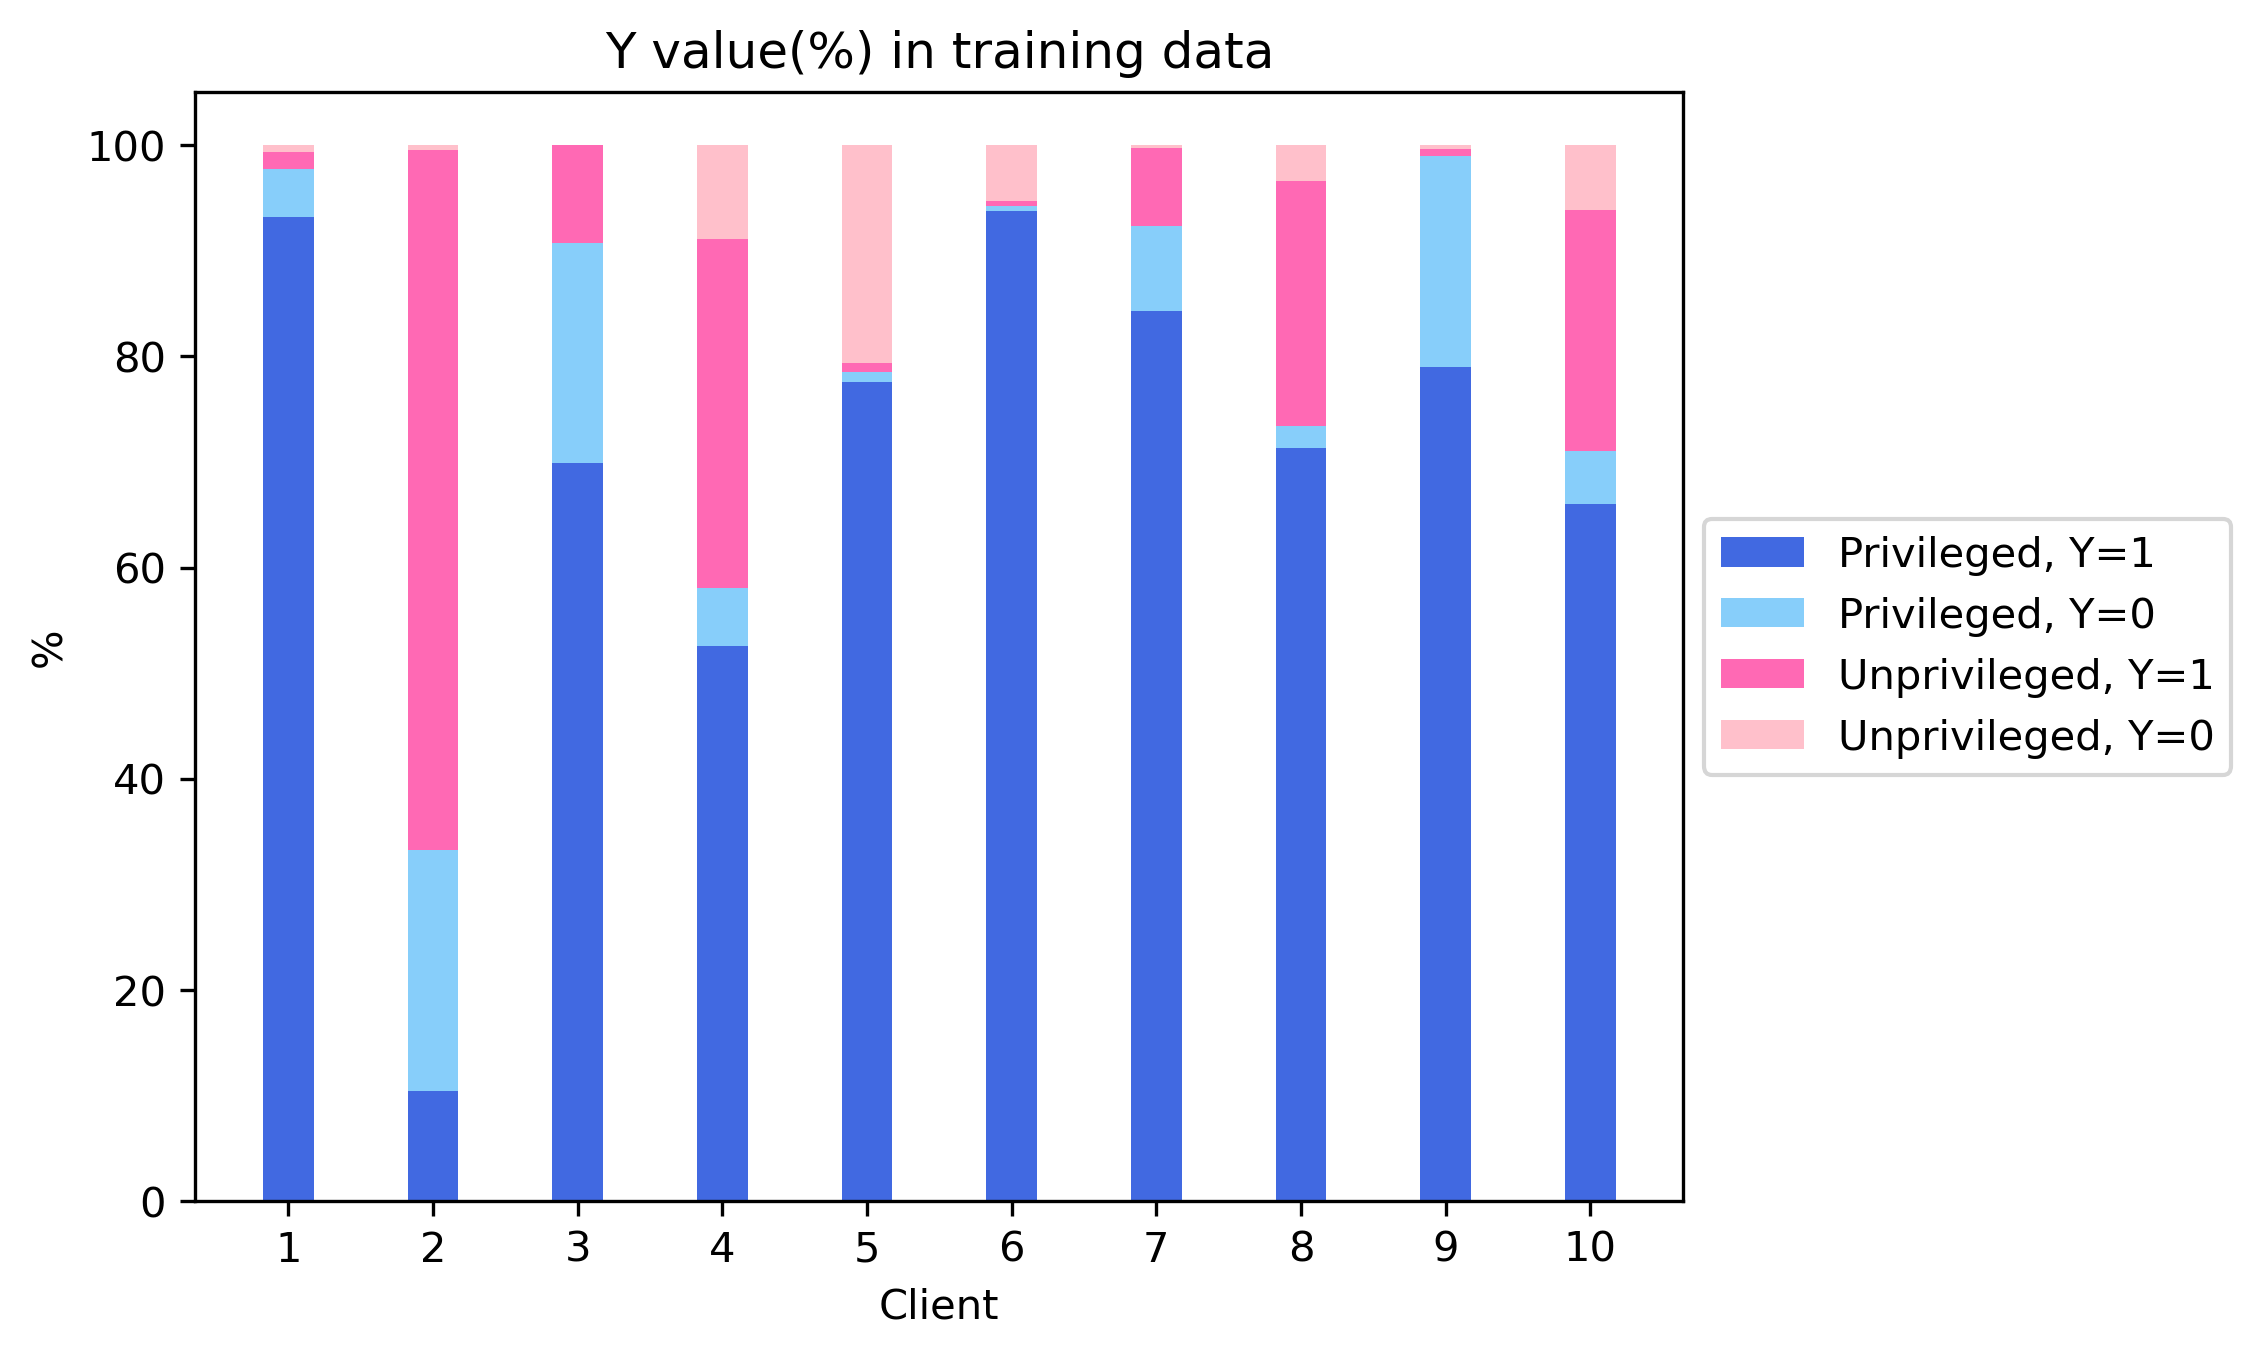 Y value(%) in training data
100
80
60
40
20
0
%
1 2 3 4 5 6 7 8 9 10
Client
Privileged, Y=1
Privileged, Y=0
Unprivileged, Y=1
Unprivileged, Y=0